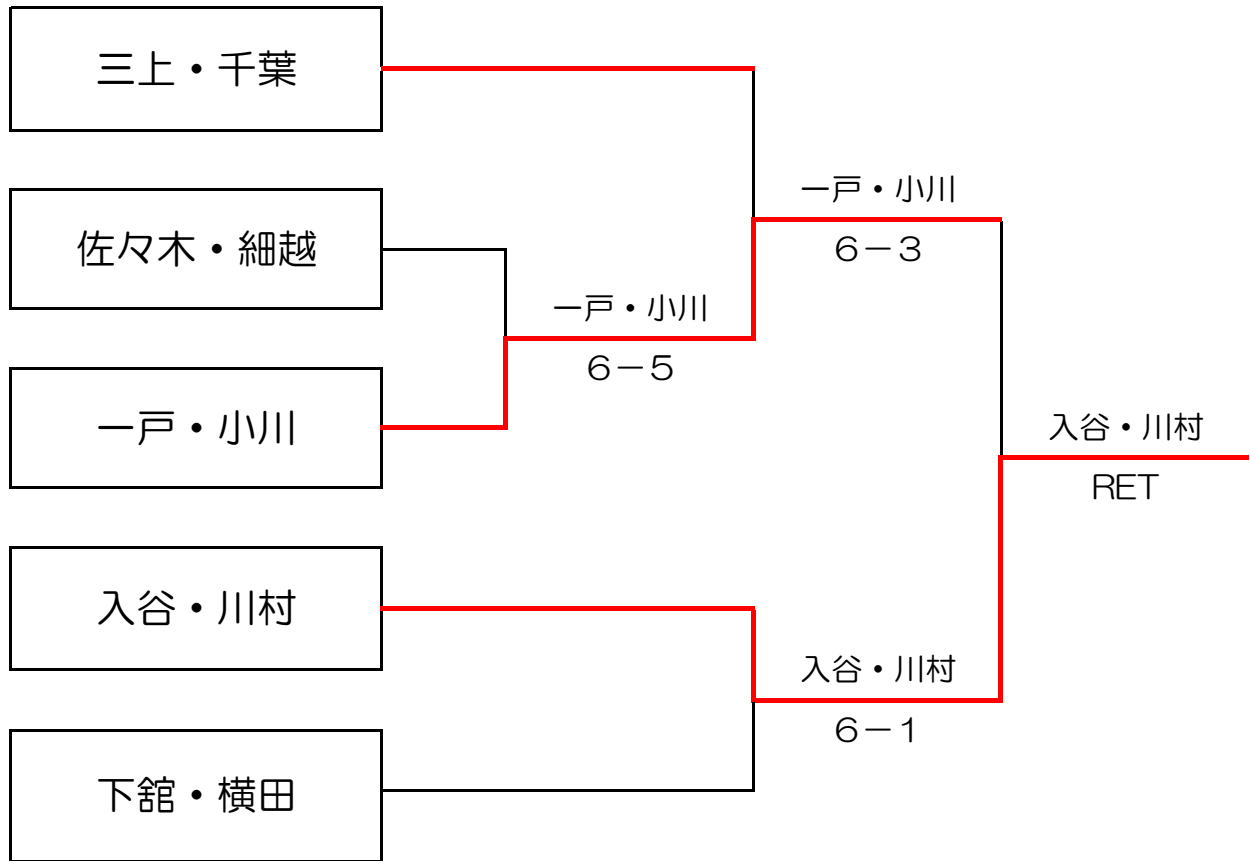 三上・千葉
佐々木・細越
一戸・小川
入谷・川村
下舘・横田
一戸・小川
6－5
一戸・小川
6－3
入谷・川村
6－1
入谷・川村
RET